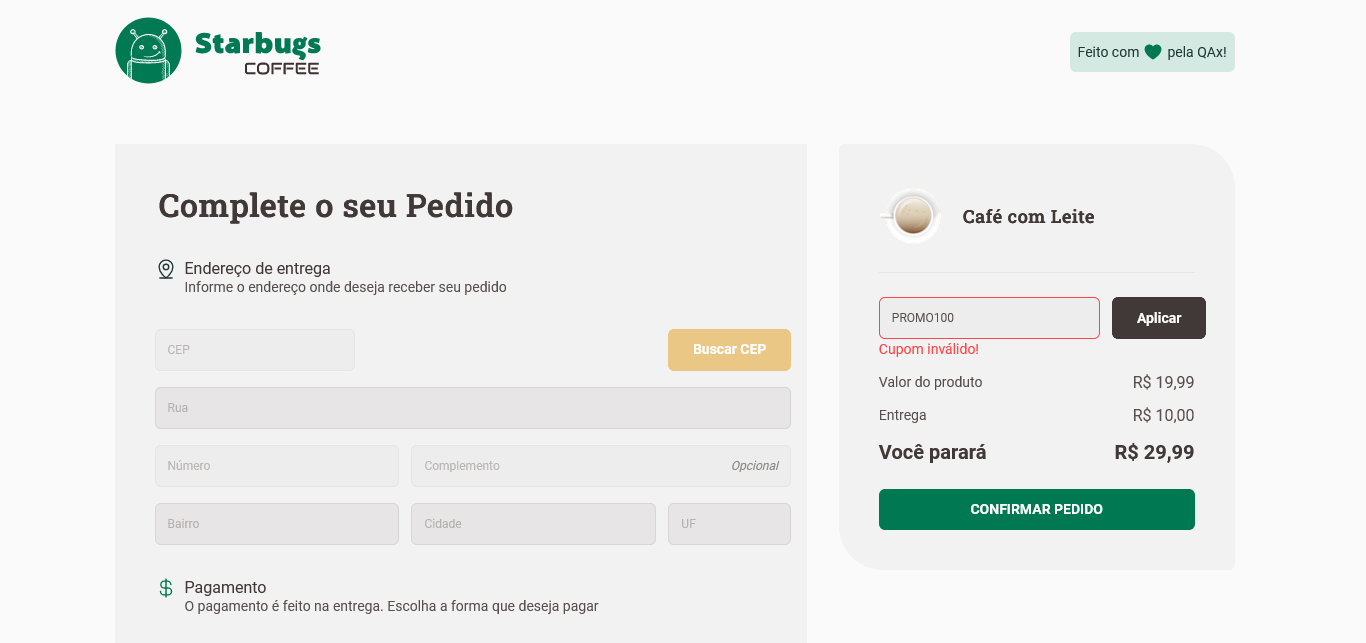 Starbugs
COFFEE
Feito com pela QAx!
Complete o seu Pedido
Endereço de entrega
Informe o endereço onde deseja receber seu pedido
CEP
Buscar CEP
Rua
Número
Complemento
Opcional
Bairro
Cidade
UF
Pagamento
O pagamento é feito na entrega. Escolha a forma que deseja pagar
Café com Leite
PROMO100
Aplicar
Cupom inválido!
Valor do produto R$ 19,99
Entrega R$ 10,00
Você parará R$ 29,99
CONFIRMAR PEDIDO